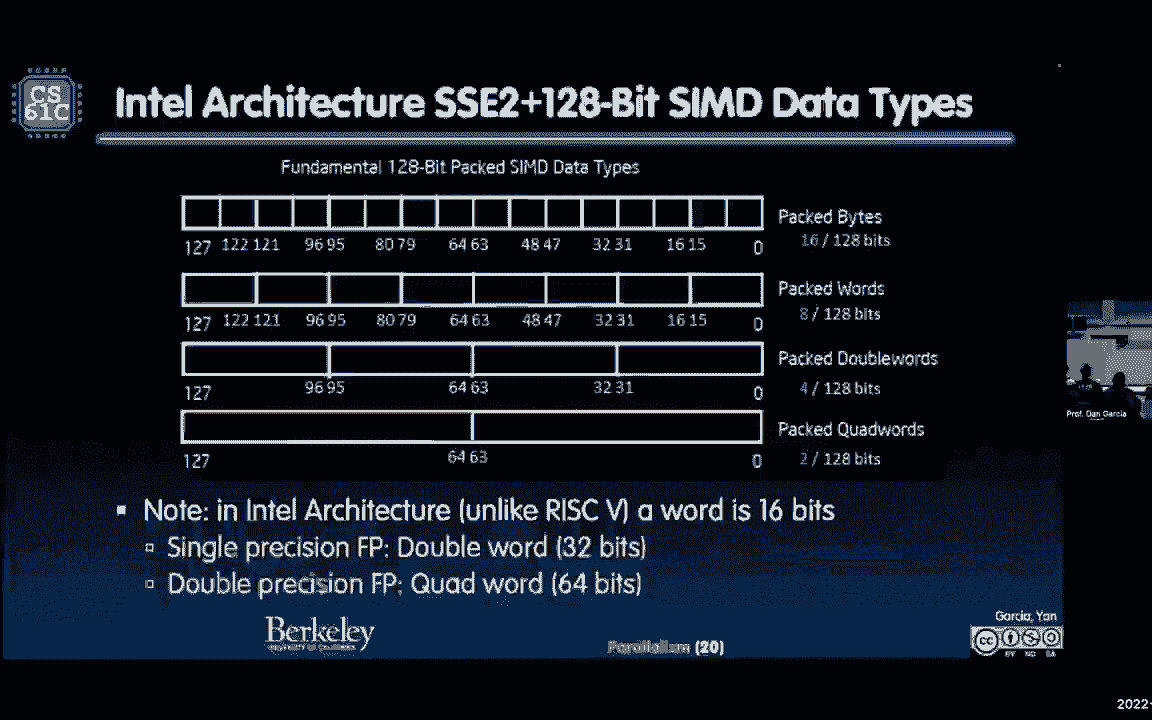 CS
61C
Intel Architecture SSE2+128-Bit SIMD Data Types
Fundamental 128-Bit Packed SIMD Data Types
Packed Bytes
16 / 128 bits
127 122 121 96 95 80 79 64 63 48 47 32 31 16 15 0
Packed Words
8 / 128 bits
127 122 121 96 95 80 79 64 63 48 47 32 31 16 15 0
Packed Doublewords
4 / 128 bits
127 96 95 64 63 32 31 0
Packed Quadwords
2 / 128 bits
127 64 63 0
Prof. Dan Garcia
▪ Note: in Intel Architecture (unlike RISC V) a word is 16 bits
▫ Single precision FP: Double word (32 bits)
▫ Double precision FP: Quad word (64 bits)
Berkeley
UNIVERSITY OF CALIFORNIA
Parallelism (20)
Garcia, Yan
cc
BY NC SA
2022-